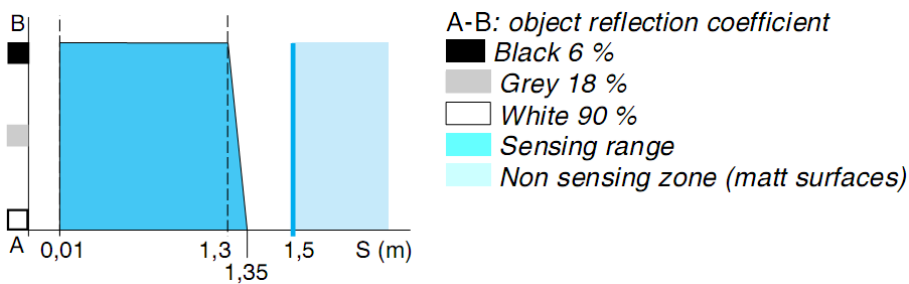 B
A
0,01
1,3
1,35
1,5
S (m)
A-B: object reflection coefficient
Black 6 %
Grey 18 %
White 90 %
Sensing range
Non sensing zone (matt surfaces)